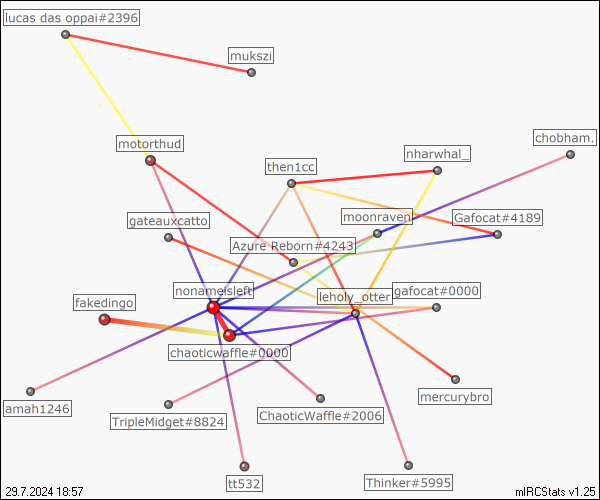 lucas das oppai#2396
mukszi
motorthud
chobham.
nharwhal_
then1cc
moonraven
Gafocat#4189
gateauxcatto
Azure Reborn#4243
nonameisleft
leholy_otter
gafocat#0000
fakedingo
chaoticwaffle#0000
mercurybro
amah1246
TripleMidget#8824
ChaoticWaffle#2006
tt532
Thinker#5995
29.7.2024 18:57
mIRCStats v1.25